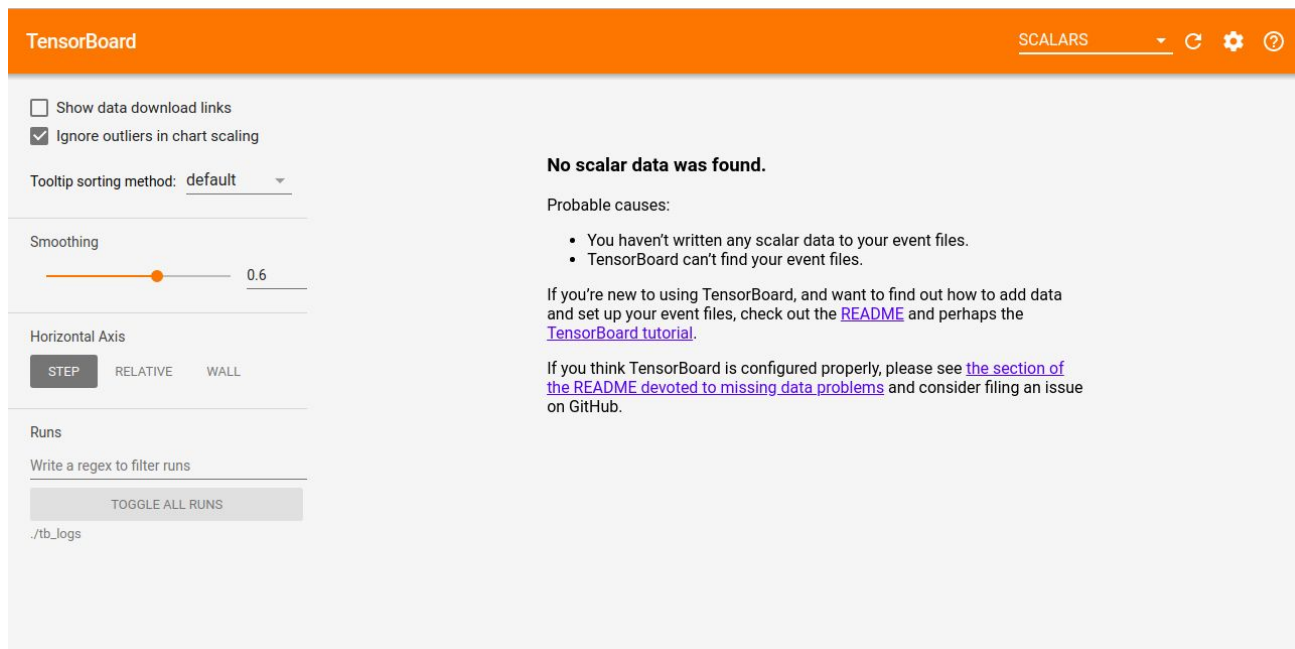 TensorBoard
SCALARS
Show data download links
Ignore outliers in chart scaling
Tooltip sorting method: default
Smoothing
0.6
Horizontal Axis
STEP RELATIVE WALL
Runs
Write a regex to filter runs
TOGGLE ALL RUNS
./tb_logs
No scalar data was found.
Probable causes:
• You haven’t written any scalar data to your event files.
• TensorBoard can’t find your event files.
If you’re new to using TensorBoard, and want to find out how to add data
and set up your event files, check out the README and perhaps the
TensorBoard tutorial.
If you think TensorBoard is configured properly, please see the section of
the README devoted to missing data problems and consider filing an issue
on GitHub.